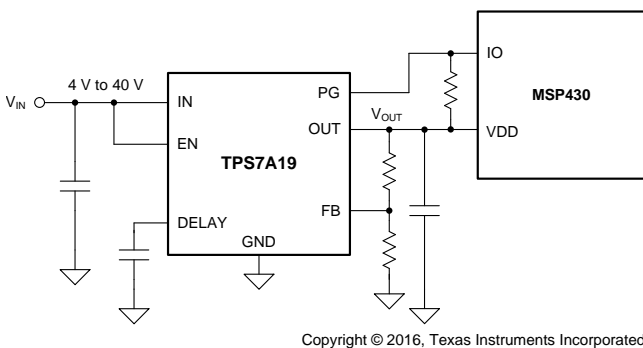 4 V to 40 V
VIN
IN
EN
DELAY
GND
TPS7A19
PG
OUT
FB
VOUT
IO
MSP430
VDD
Copyright © 2016, Texas Instruments Incorporated